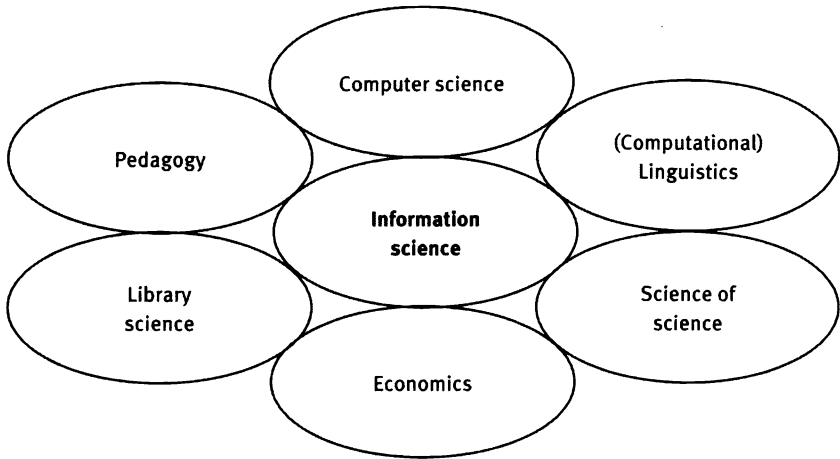 Computer science
Pedagogy
(Computational)
Linguistics
Information
science
Library
science
Science of
science
Economics